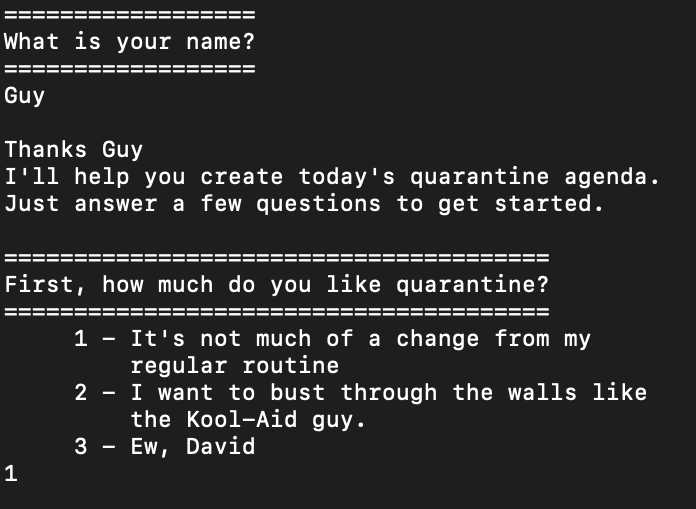 ==================
What is your name?
==================
Guy
Thanks Guy
I'll help you create today's quarantine agenda.
Just answer a few questions to get started.
=======================================
First, how much do you like quarantine?
=======================================
1 – It's not much of a change from my
regular routine
2 – I want to bust through the walls like
the Kool–Aid guy.
3 – Ew, David
1